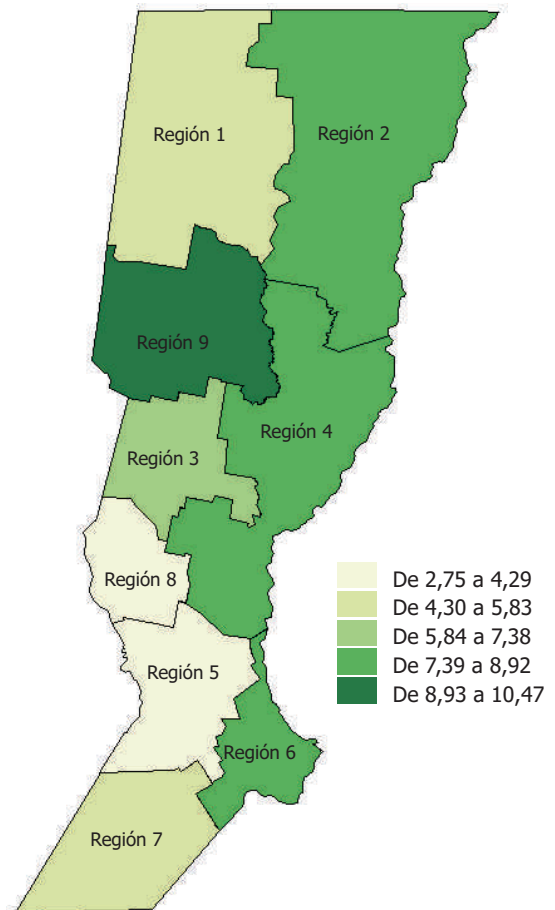 Región 1
Región 2
Región 9
Región 4
Región 3
Región 8
Región 5
Región 6
Región 7
De 2,75 a 4,29
De 4,30 a 5,83
De 5,84 a 7,38
De 7,39 a 8,92
De 8,93 a 10,47